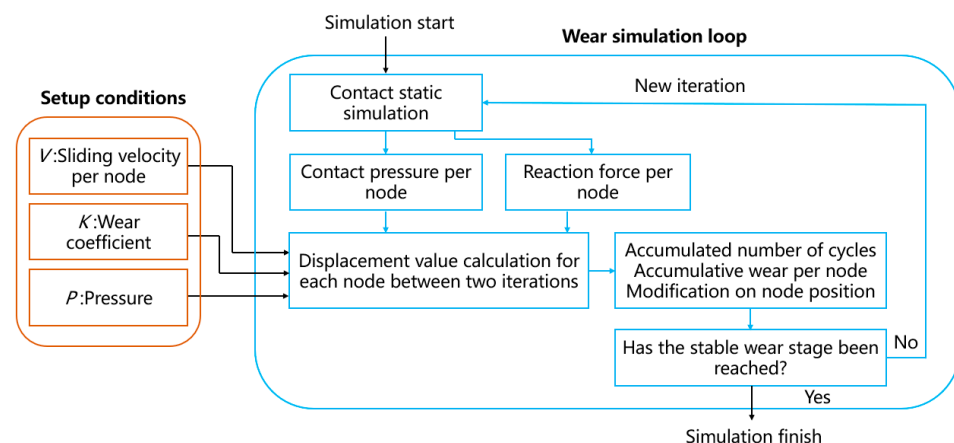 Simulation start
Wear simulation loop
Setup conditions
Contact static
simulation
New iteration
V:Sliding velocity
per node
Contact pressure per
node
Reaction force per
node
K:Wear
coefficient
Displacement value calculation for
each node between two iterations
Accumulated number of cycles
Accumulative wear per node
Modification on node position
P:Pressure
Has the stable wear stage been
reached?
No
Yes
Simulation finish